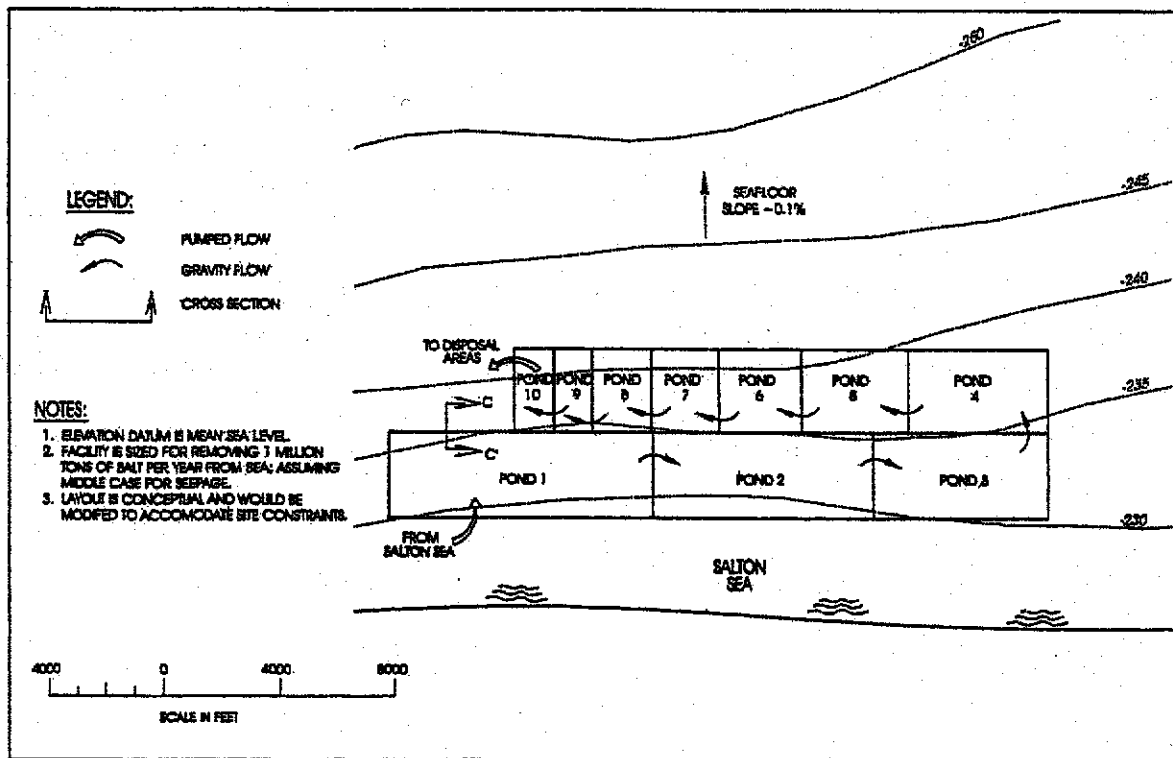 -250
-245
SEAFLOOR
SLOPE ~0.1%
LEGEND:
PUMPED FLOW
GRAVITY FLOW
CROSS SECTION
-240
TO DISPOSAL
AREAS
POND
10
POND
9
POND
8
POND
7
POND
6
POND
5
POND
4
-235
C
C'
NOTES:
1. ELEVATION DATUM IS MEAN SEA LEVEL.
2. FACILITY IS SIZED FOR REMOVING 1 MILLION
TONS OF SALT PER YEAR FROM SEA; ASSUMING
MIDDLE CASE FOR SEEPAGE.
3. LAYOUT IS CONCEPTUAL AND WOULD BE
MODIFED TO ACCOMODATE SITE CONSTRAINTS.
POND 1
POND 2
POND 3
-230
FROM
SALTON SEA
SALTON
SEA
4000
0
4000
8000
SCALE IN FEET